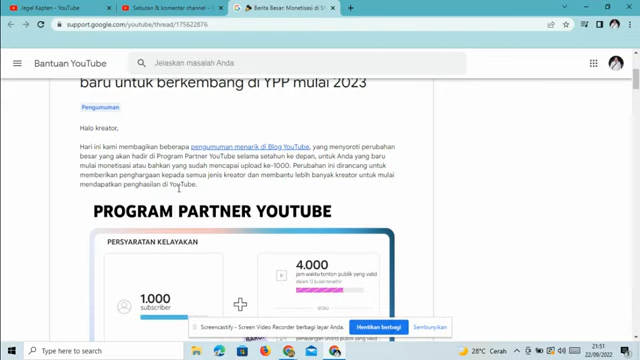 Jegel Kapten - YouTube
Sebutan & komentar channel - Y
Berita Besar: Monetisasi di Sh
support.google.com/youtube/thread/175622876
Bantuan YouTube
Jelaskan masalah Anda
baru untuk berkembang di YPP mulai 2023
Pengumuman
Halo kreator,
Hari ini kami membagikan beberapa pengumuman menarik di Blog YouTube, yang menyoroti perubahan
besar yang akan hadir di Program Partner YouTube selama setahun ke depan, untuk Anda yang baru
mulai monetisasi atau bahkan yang sudah mencapai upload ke-1000. Perubahan ini dirancang untuk
memberikan penghargaan kepada semua jenis kreator dan membantu lebih banyak kreator untuk mulai
mendapatkan penghasilan di YouTube.
PROGRAM PARTNER YOUTUBE
PERSYARATAN KELAYAKAN
1.000
subscriber
4.000
jam waktu tonton publik yang valid
dalam 12 bulan terakhir
atau
Screencastify - Screen Video Recorder berbagi layar Anda.
Hentikan berbagi
Sembunyikan
Type here to search
28°C Cerah
21:51
22/09/2022